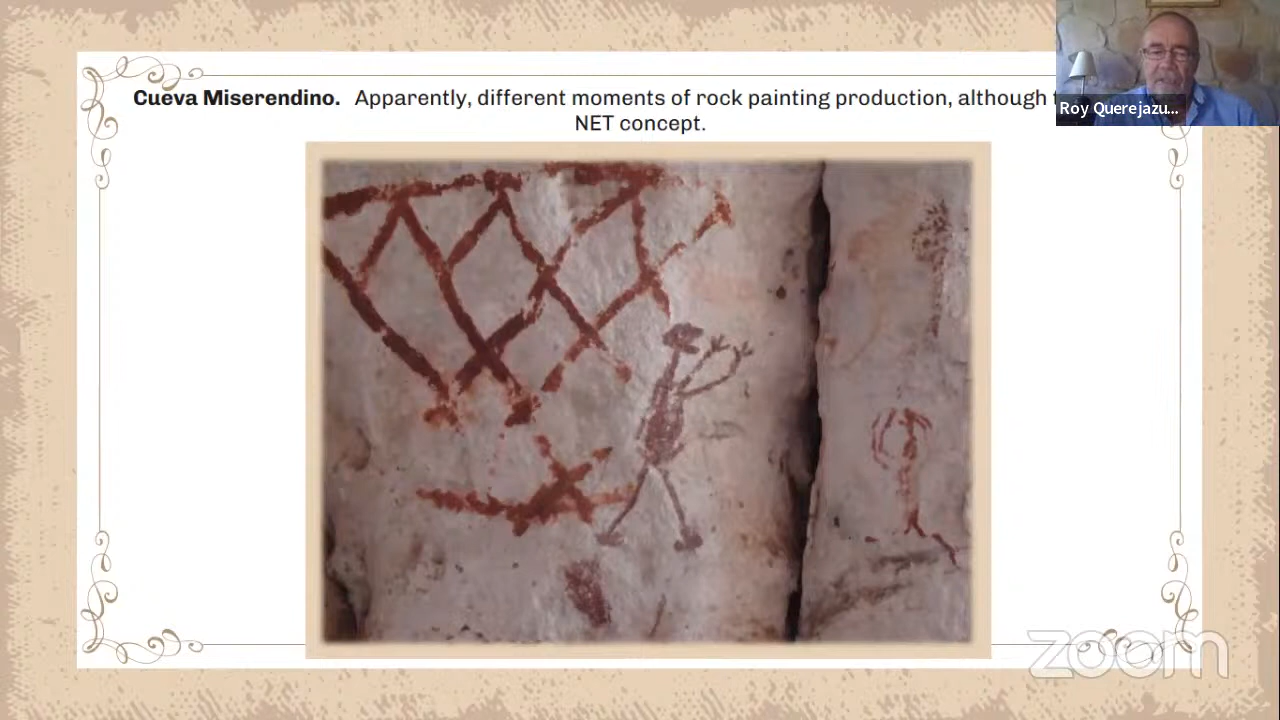 Cueva Miserendino. Apparently, different moments of rock painting production, although
NET concept.
Roy Querejazu...
zoom